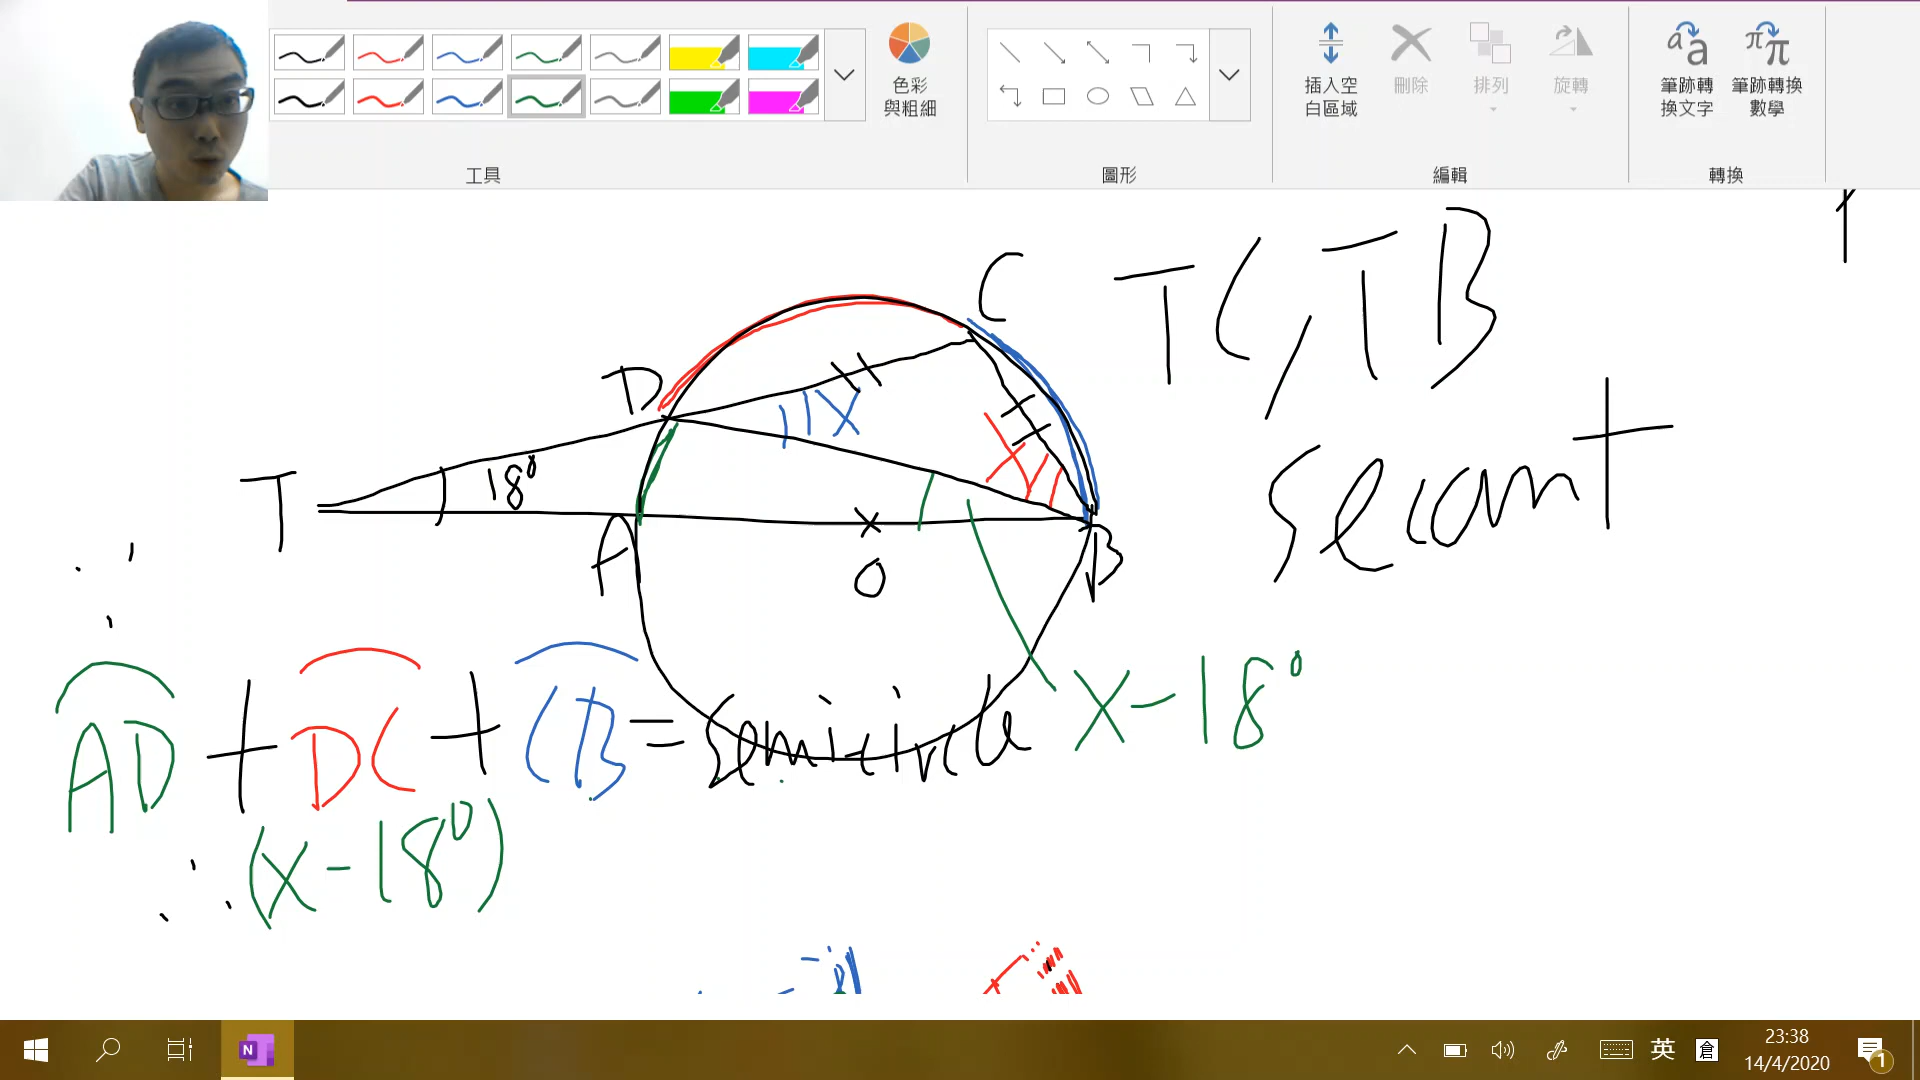 色彩
與粗細
插入空
白區域
刪除
排列
旋轉
筆跡轉
換文字
筆跡轉換
數學
工具
圖形
編輯
轉換
C
TC, TB
D
11X
X
T
18°
secant
A
O
B
∵
AD + DC + CB = semicircle
X-18°
∴ (X-18°)
N
英
倉
23:38
14/4/2020
1